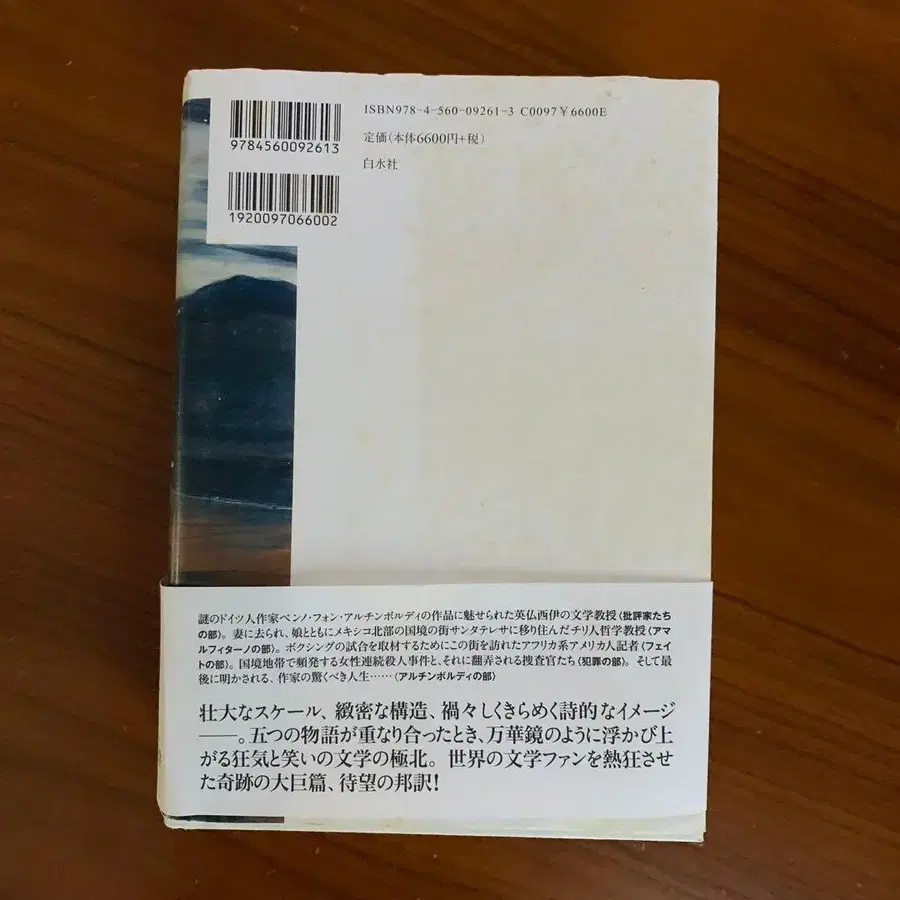 ISBN978-4-560-09261-3 C0097 ¥6600E
9784560092613
定価(本体6600円+税)
白水社
1920097066002
謎のドイツ人作家ベンノ・フォン・アルチンボルディの作品に魅せられた英仏西伊の文学教授〈批評家たち
の部〉。妻に去られ、娘とともにメキシコ北部の国境の街サンタテレサに移り住んだチリ人哲学教授〈アマ
ルフィターノの部〉。ボクシングの試合を取材するためにこの街を訪れたアフリカ系アメリカ人記者〈フェイ
トの部〉。国境地帯で頻発する女性連続殺人事件と、それに翻弄される捜査官たち〈犯罪の部〉。そして最
後に明かされる、作家の驚くべき人生……〈アルチンボルディの部〉
壮大なスケール、緻密な構造、禍々しくきらめく詩的なイメージ
――。五つの物語が重なり合ったとき、万華鏡のように浮かび上
がる狂気と笑いの文学の極北。世界の文学ファンを熱狂させ
た奇跡の大巨篇、待望の邦訳!